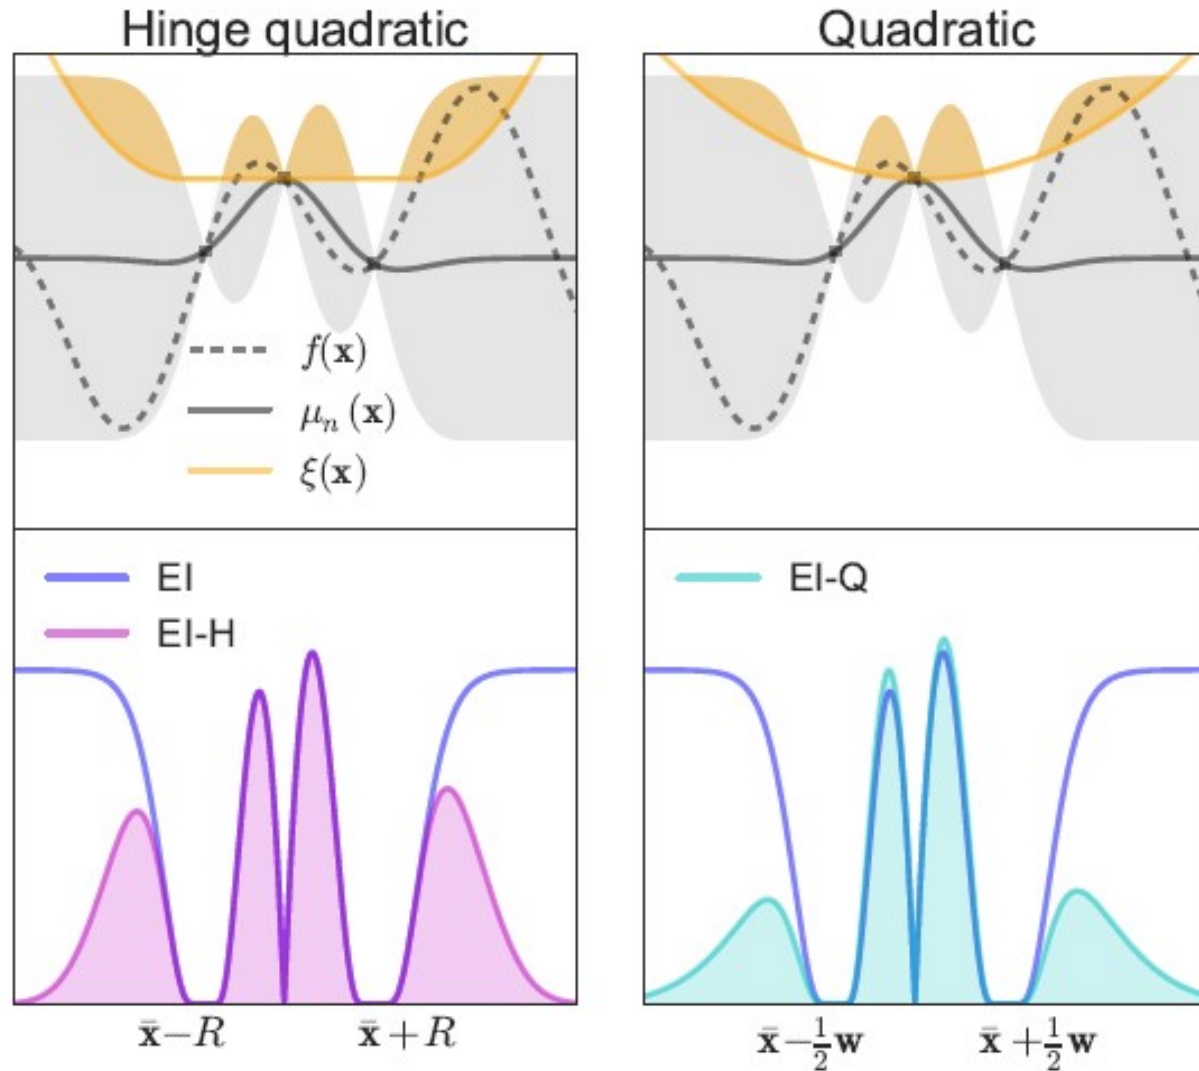 Hinge quadratic
Quadratic
f(x)
μₙ(x)
ξ(x)
EI
EI-H
EI-Q
x̄−R
x̄+R
x̄−½w
x̄+½w